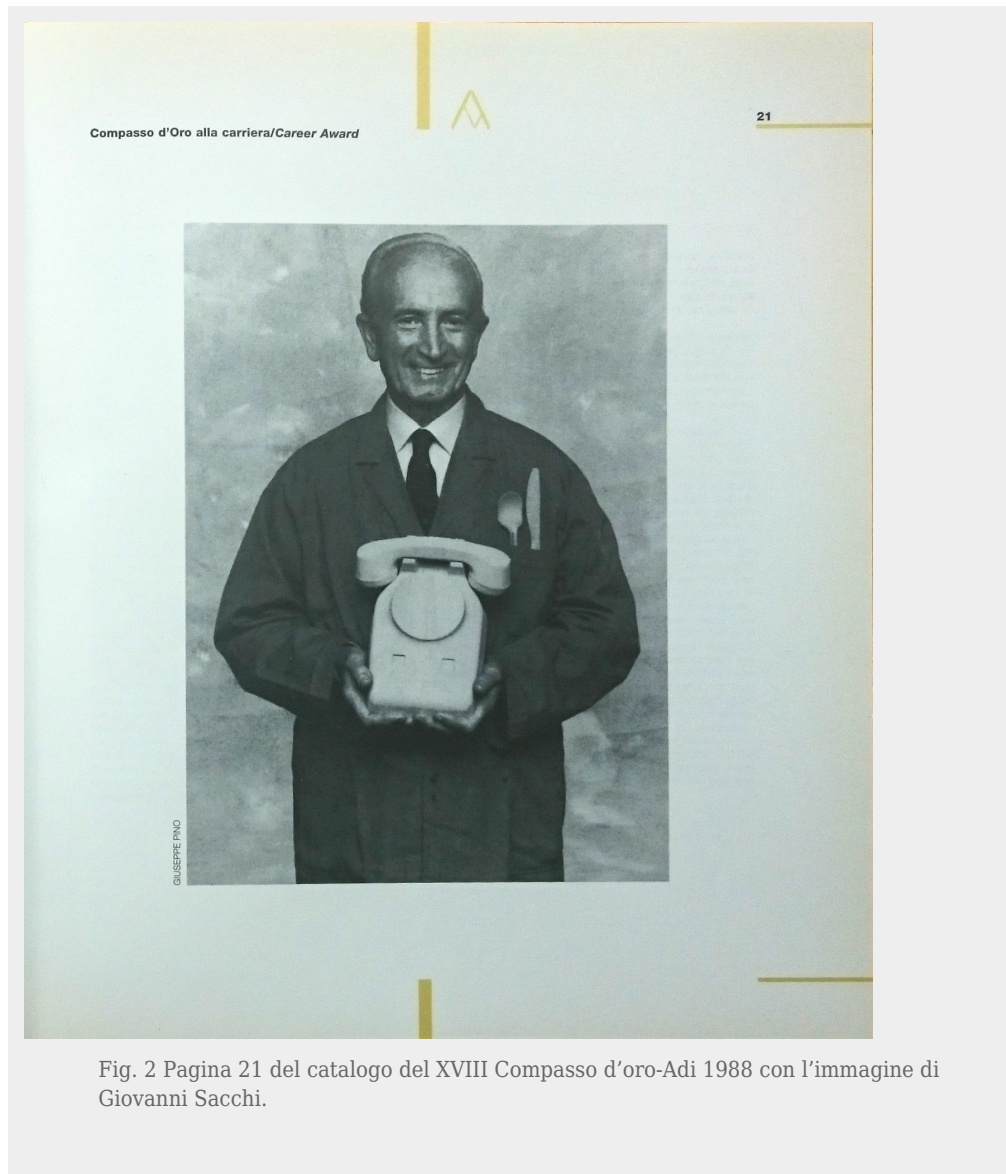 Compasso d'Oro alla carriera/Career Award
21
GIUSEPPE PINO
Fig. 2 Pagina 21 del catalogo del XVIII Compasso d’oro-Adi 1988 con l’immagine di
Giovanni Sacchi.